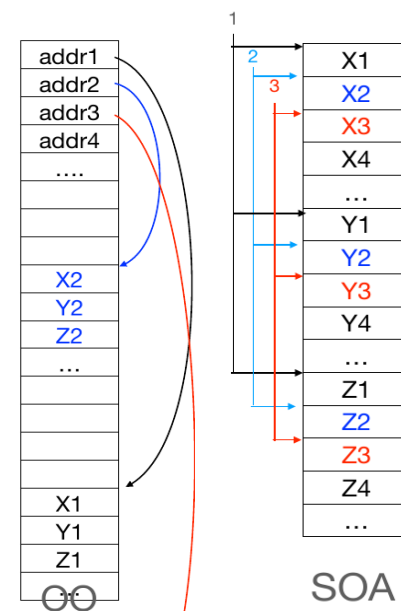 addr1
addr2
addr3
addr4
....
X2
Y2
Z2
...
X1
Y1
Z1
...
OO
1
2
3
X1
X2
X3
X4
...
Y1
Y2
Y3
Y4
...
Z1
Z2
Z3
Z4
...
SOA